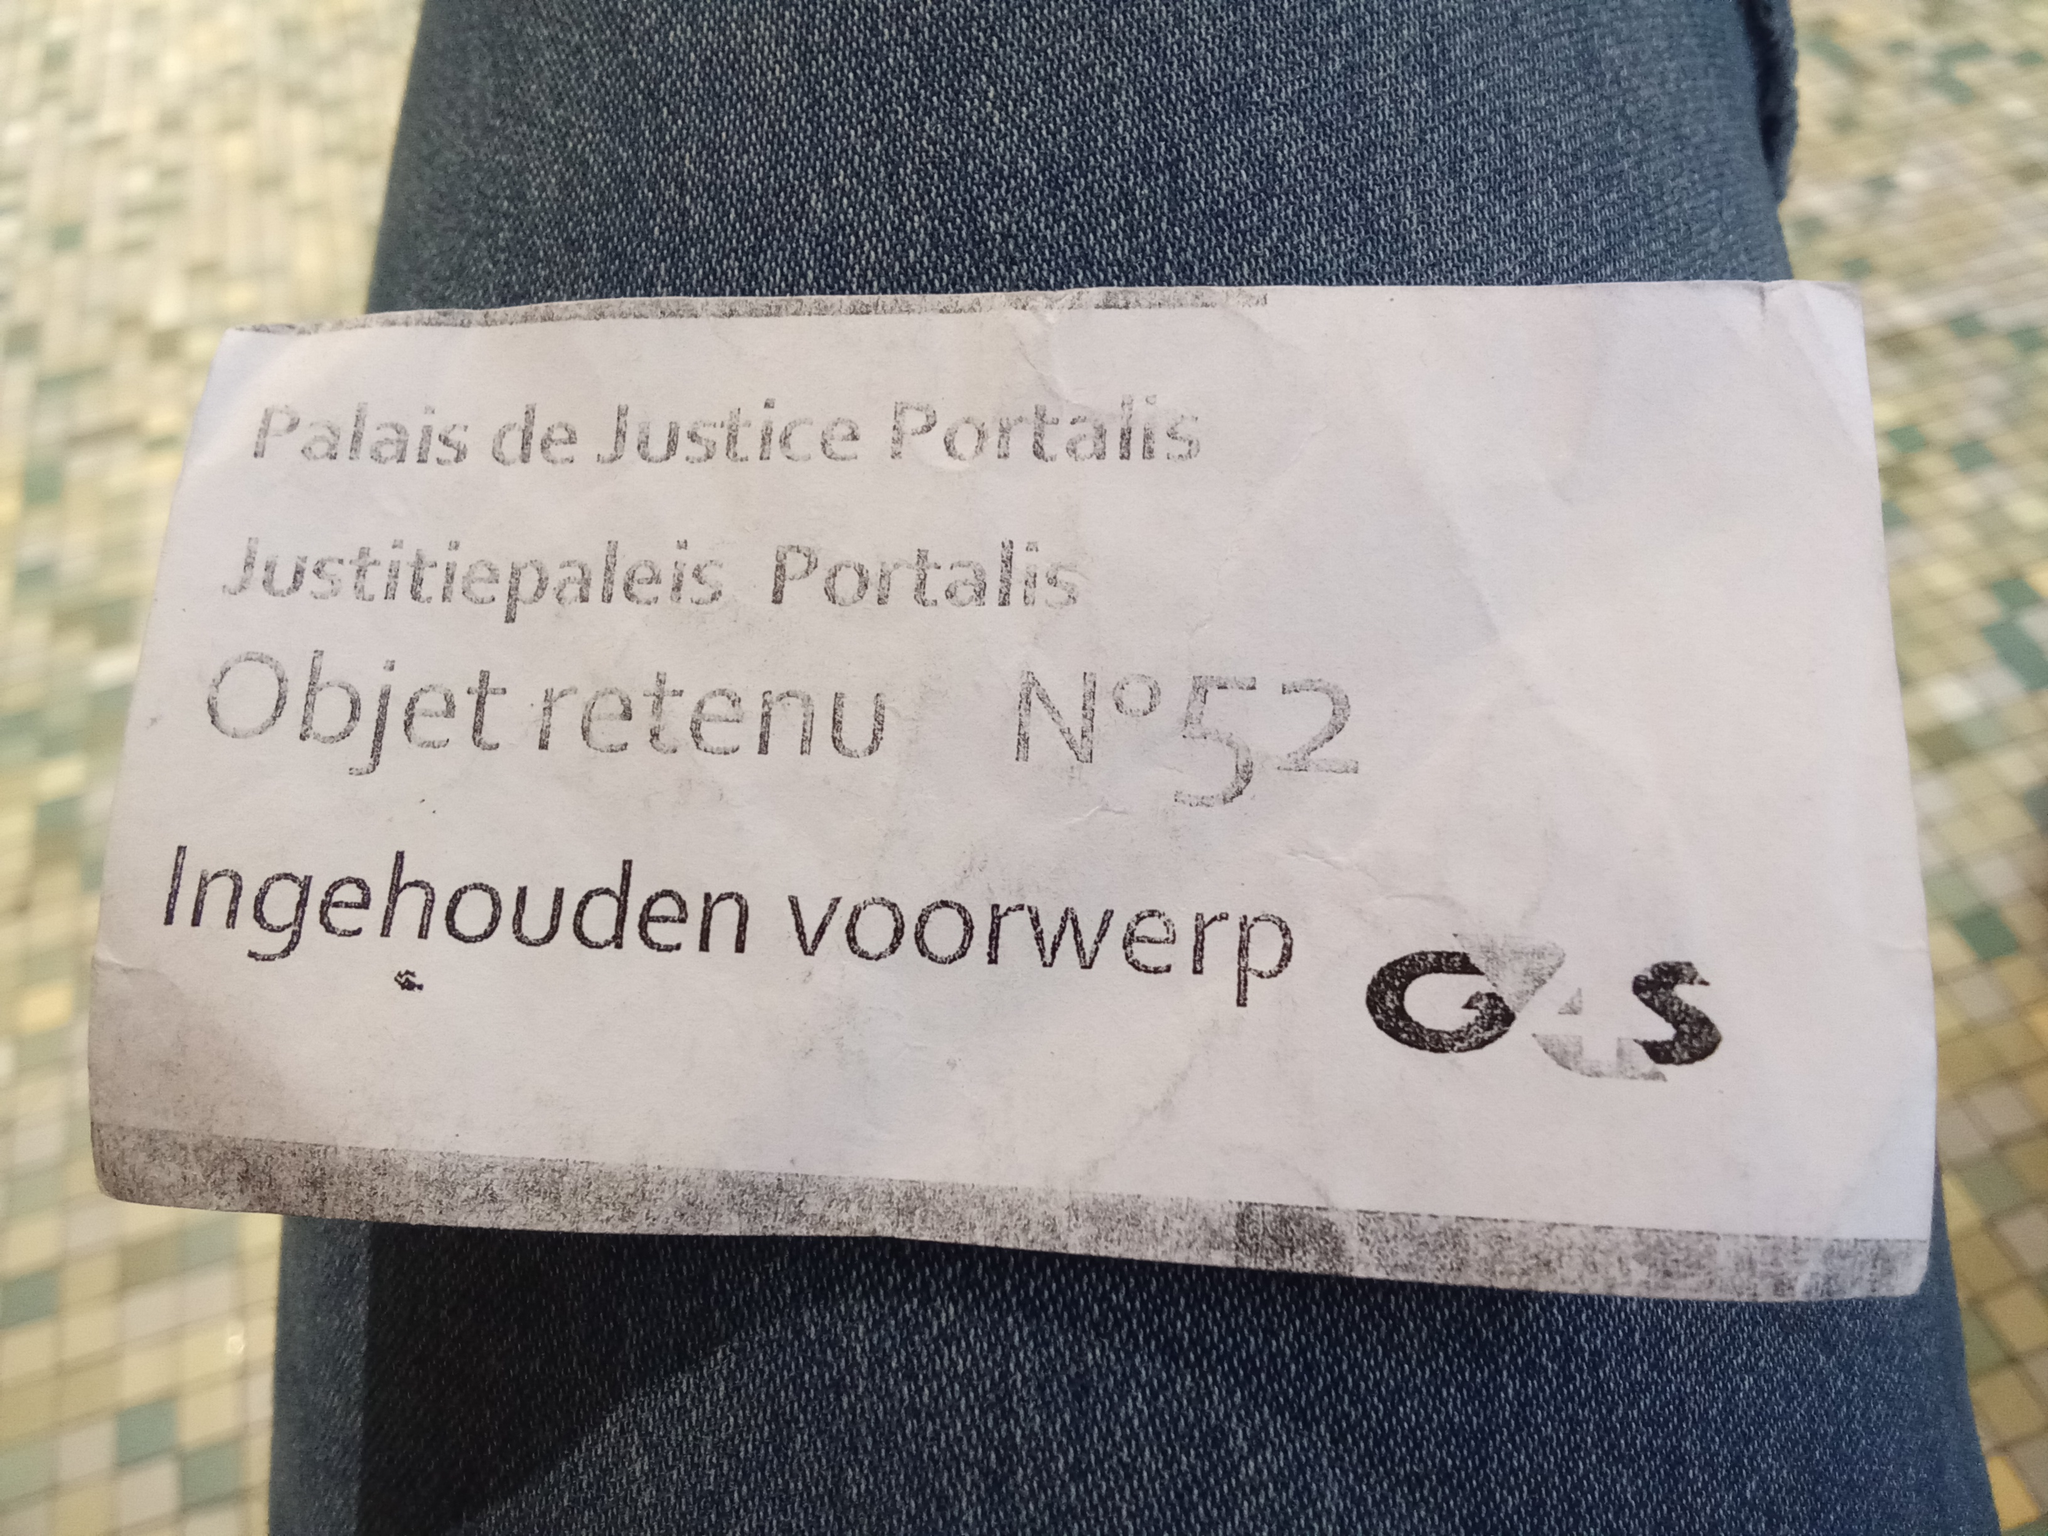 Palais de Justice Portalis
Justitiepaleis Portalis
Objet retenu N° 52
Ingehouden voorwerp
G4S